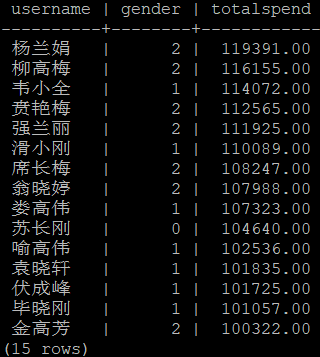 username | gender | totalspend
----------+--------+------------
杨兰娟 | 2 | 119391.00
柳高梅 | 2 | 116155.00
韦小全 | 1 | 114072.00
贲艳梅 | 2 | 112565.00
强兰丽 | 2 | 111925.00
滑小刚 | 1 | 110089.00
席长梅 | 2 | 108247.00
翁晓婷 | 2 | 107988.00
娄高伟 | 1 | 107323.00
苏长刚 | 0 | 104640.00
喻高伟 | 1 | 102536.00
袁晓轩 | 1 | 101835.00
伏成峰 | 1 | 101725.00
毕晓刚 | 1 | 101057.00
金高芳 | 2 | 100322.00
(15 rows)